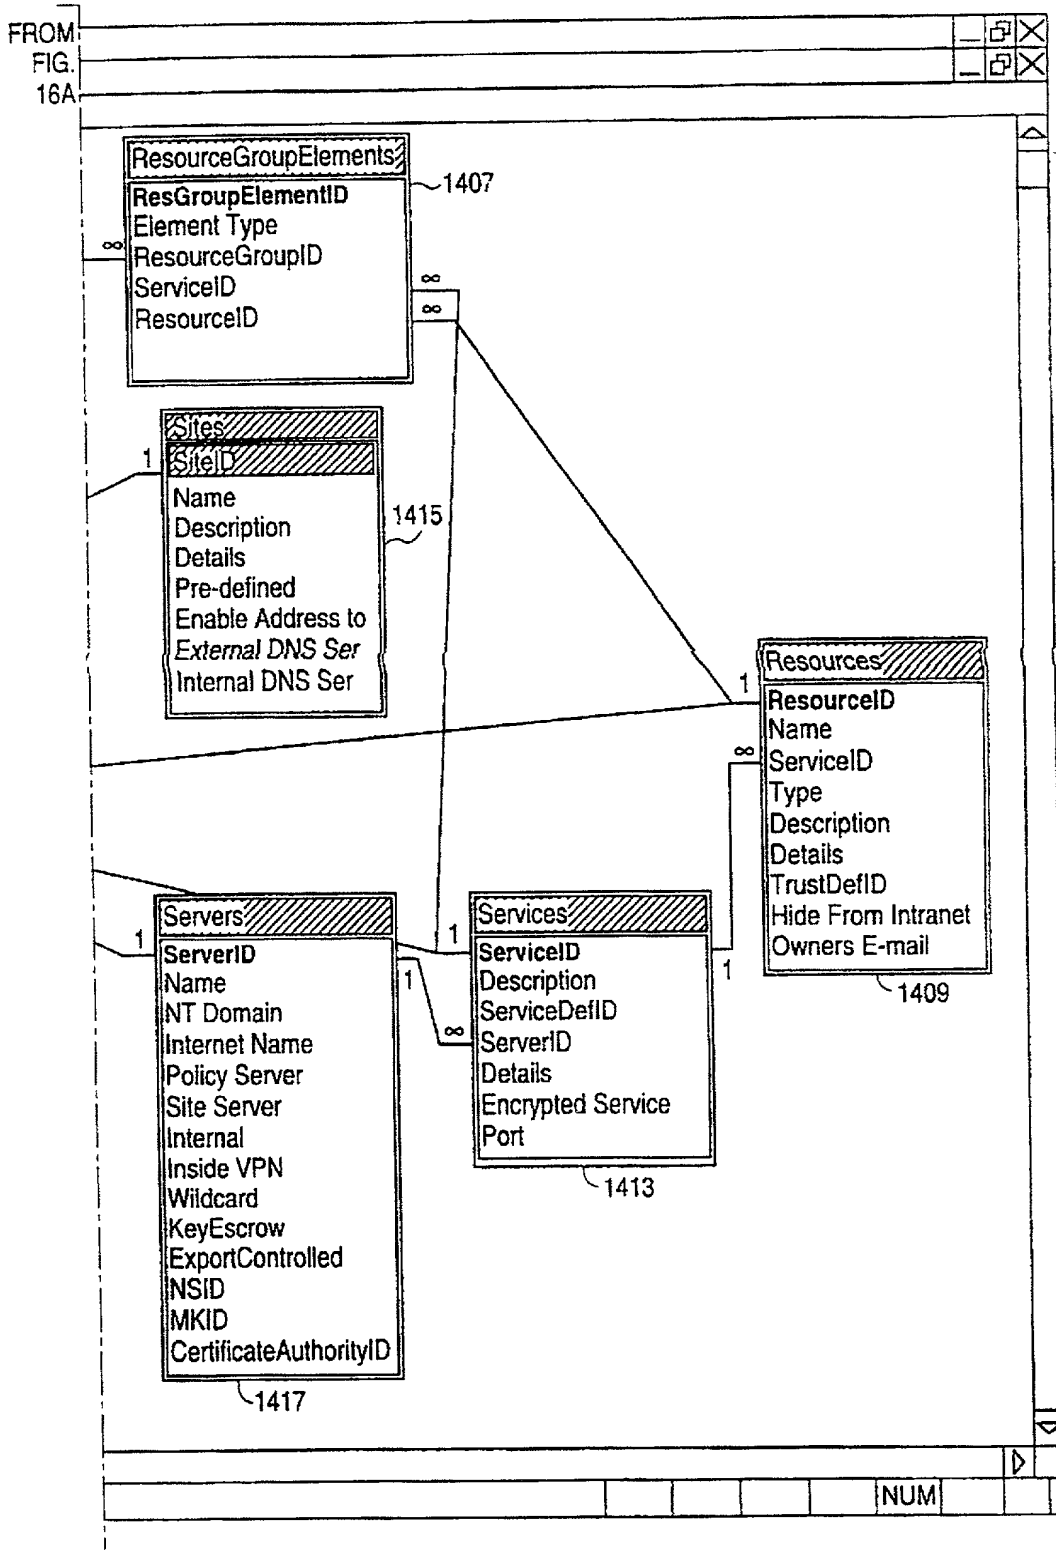 FROM
FIG.
16A
ResourceGroupElements
ResGroupElementID
Element Type
ResourceGroupID
ServiceID
ResourceID
1407
∞
∞
∞
Sites
SiteID
Name
Description
Details
Pre-defined
Enable Address to
External DNS Ser
Internal DNS Ser
1
1415
Resources
ResourceID
Name
ServiceID
Type
Description
Details
TrustDefID
Hide From Intranet
Owners E-mail
1
∞
1409
Servers
ServerID
Name
NT Domain
Internet Name
Policy Server
Site Server
Internal
Inside VPN
Wildcard
KeyEscrow
ExportControlled
NSID
MKID
CertificateAuthorityID
1
1
1417
Services
ServiceID
Description
ServiceDefID
ServerID
Details
Encrypted Service
Port
1
∞
1
1413
NUM